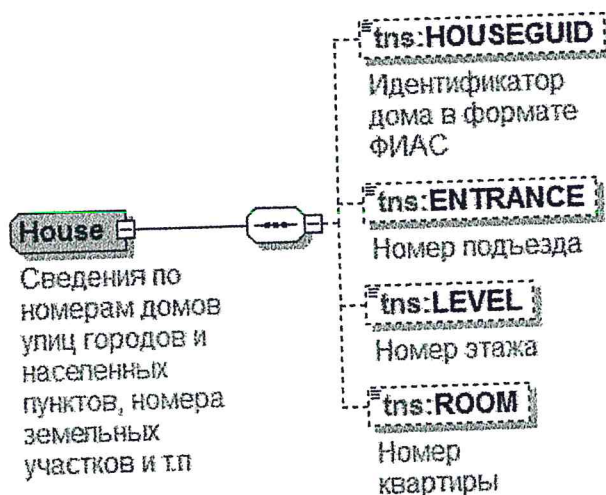 tns:HOUSEGUID
Идентификатор
дома в формате
ФИАС
tns:ENTRANCE
Номер подъезда
House
Сведения по
номерам домов
улиц городов и
населенных
пунктов, номера
земельных
участков и т.п
tns:LEVEL
Номер этажа
tns:ROOM
Номер
квартиры